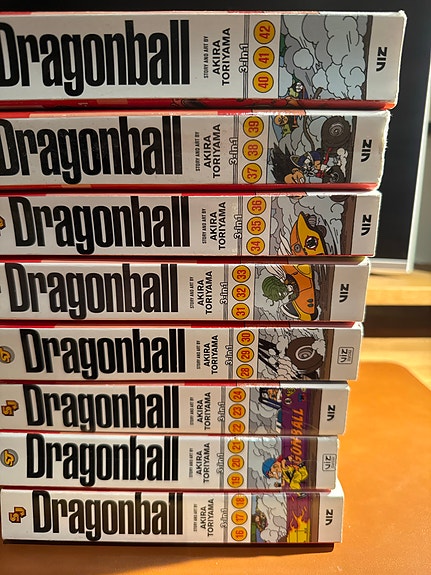 Dragonball STORY AND ART BY AKIRA TORIYAMA 3-in-1 40 41 42 VIZ
Dragonball STORY AND ART BY AKIRA TORIYAMA 3-in-1 37 38 39 VIZ
Dragonball STORY AND ART BY AKIRA TORIYAMA 3-in-1 34 35 36 VIZ
Dragonball STORY AND ART BY AKIRA TORIYAMA 3-in-1 31 32 33 VIZ
SJ Dragonball STORY AND ART BY AKIRA TORIYAMA 3-in-1 28 29 30 VIZ
SJ Dragonball STORY AND ART BY AKIRA TORIYAMA 3-in-1 22 23 24 VIZ
SJ Dragonball STORY AND ART BY AKIRA TORIYAMA 3-in-1 19 20 21 VIZ
SJ Dragonball STORY AND ART BY AKIRA TORIYAMA 3-in-1 16 17 18 VIZ